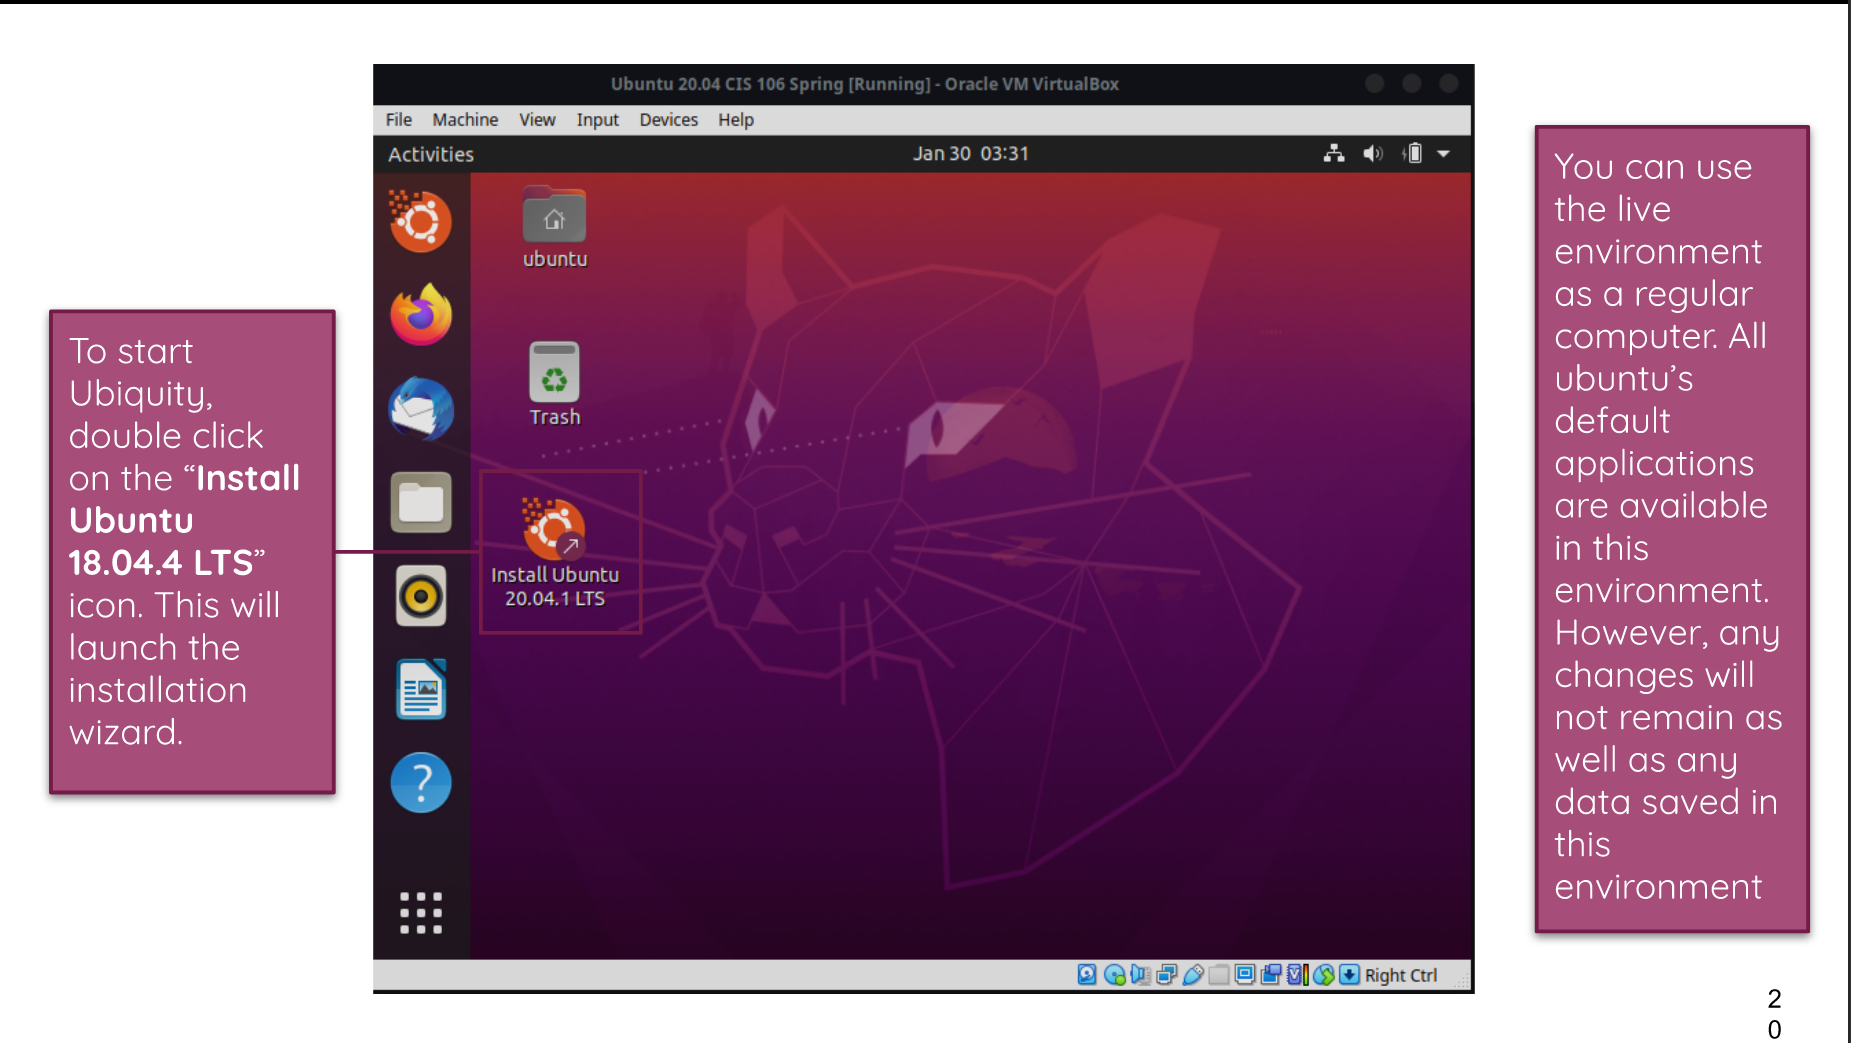 Ubuntu 20.04 CIS 106 Spring [Running] - Oracle VM VirtualBox
File Machine View Input Devices Help
Activities
Jan 30 03:31
ubuntu
Trash
Install Ubuntu
20.04.1 LTS
Right Ctrl
To start
Ubiquity,
double click
on the “Install
Ubuntu
18.04.4 LTS”
icon. This will
launch the
installation
wizard.
You can use
the live
environment
as a regular
computer. All
ubuntu’s
default
applications
are available
in this
environment.
However, any
changes will
not remain as
well as any
data saved in
this
environment
2
0